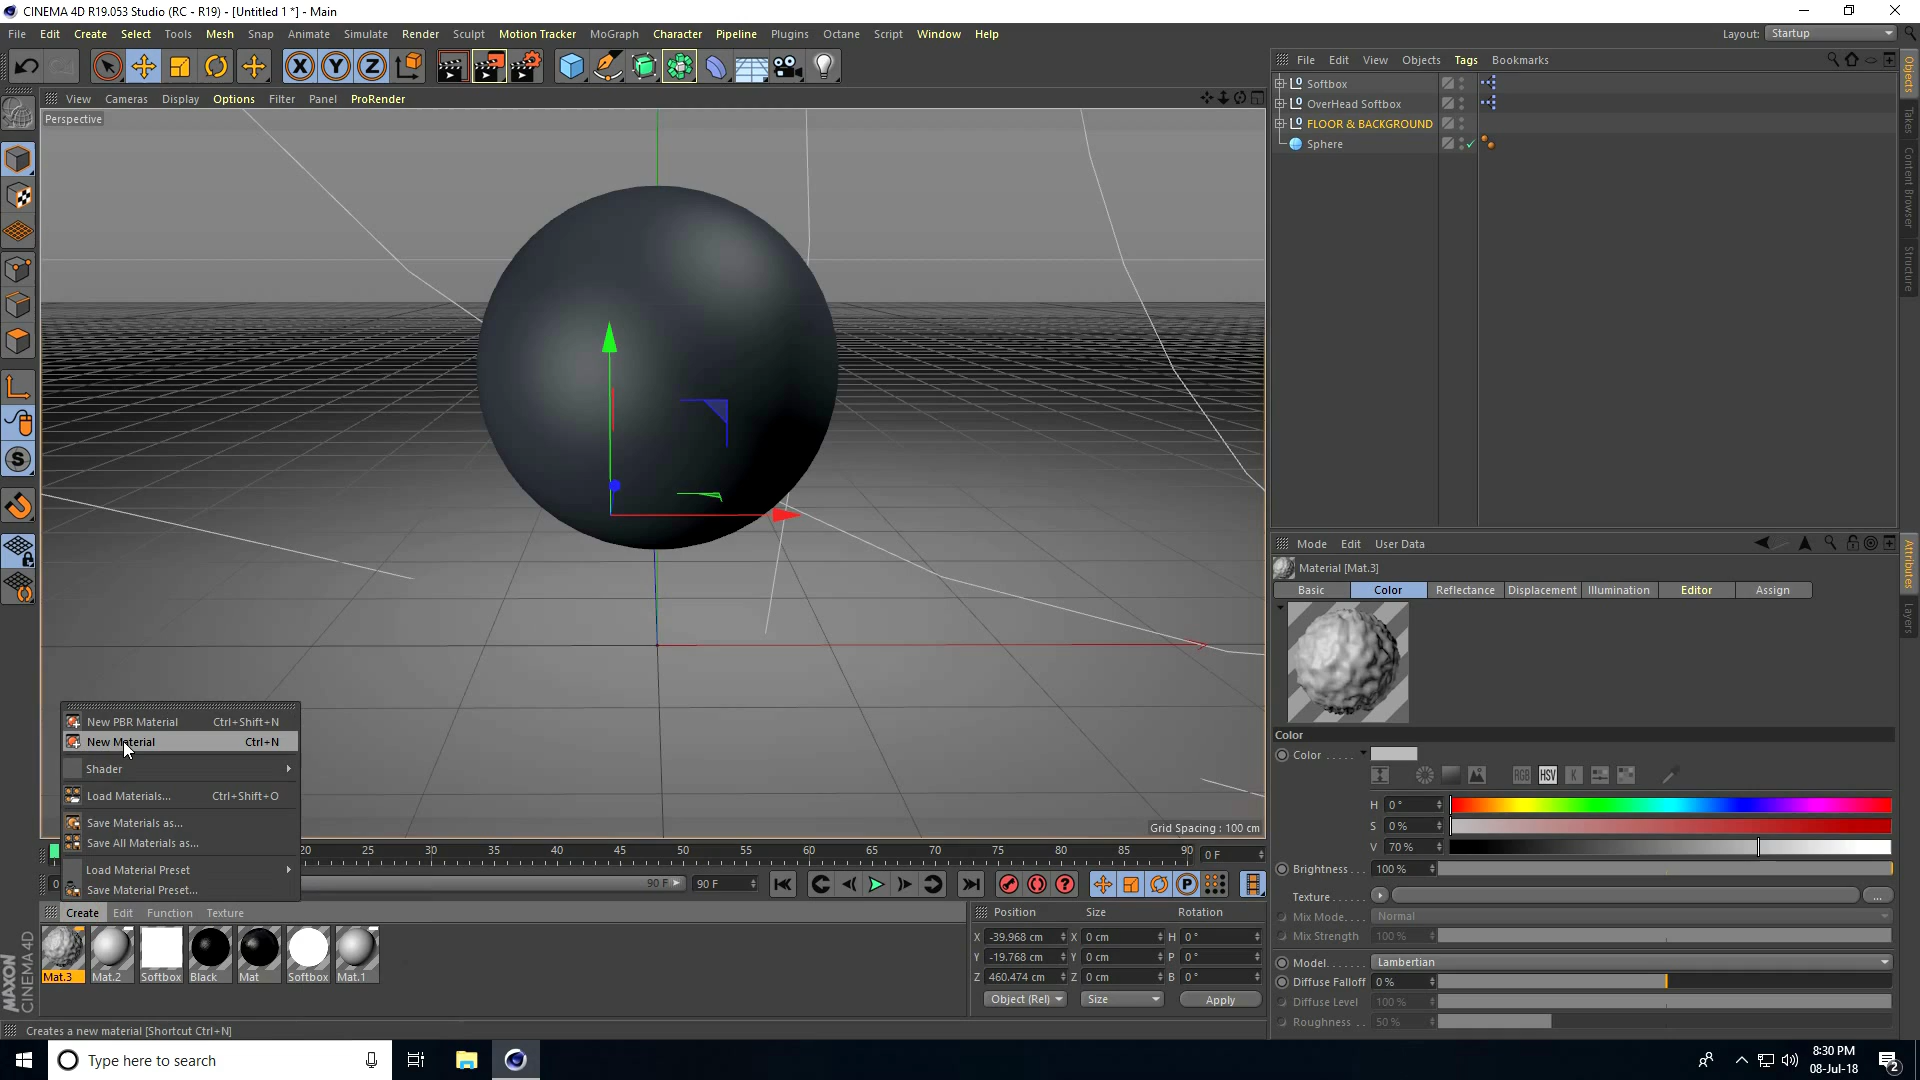 CINEMA 4D R19.053 Studio (RC - R19) - [Untitled 1 *] - Main
File Edit Create Select Tools Mesh Snap Animate Simulate Render Sculpt Motion Tracker MoGraph Character Pipeline Plugins Octane Script Window Help
Layout: Startup
View Cameras Display Options Filter Panel ProRender
Perspective
File Edit View Objects Tags Bookmarks
Softbox
OverHead Softbox
FLOOR & BACKGROUND
Sphere
Objects
Takes
Content Browser
Structure
Mode Edit User Data
Material [Mat.3]
Basic Color Reflectance Displacement Illumination Editor Assign
Attributes
Layers
Color
Color . . . . .
RGB HSV K
H 0 °
S 0 %
V 70 %
Brightness . . . 100 %
Texture . . . . . ...
Mix Mode. . . . Normal
Mix Strength 100 %
Model. . . . . . . Lambertian
Diffuse Falloff 0 %
Diffuse Level 100 %
Roughness . . 50 %
New PBR Material Ctrl+Shift+N
New Material Ctrl+N
Shader
Load Materials... Ctrl+Shift+O
Save Materials as...
Save All Materials as...
Load Material Preset
Save Material Preset...
Grid Spacing : 100 cm
20 25 30 35 40 45 50 55 60 65 70 75 80 85 90 0 F
0 90 F 90 F
Create Edit Function Texture
Mat.3 Mat.2 Softbox Black Mat Softbox Mat.1
Position Size Rotation
X -39.968 cm X 0 cm H 0 °
Y -19.768 cm Y 0 cm P 0 °
Z 460.474 cm Z 0 cm B 0 °
Object (Rel) Size Apply
MAXON
CINEMA 4D
Creates a new material [Shortcut Ctrl+N]
Type here to search
8:30 PM
08-Jul-18
2